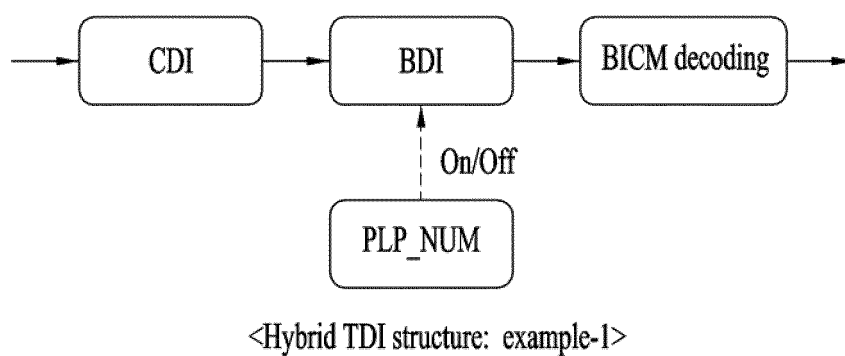 CDI
BDI
BICM decoding
On/Off
PLP_NUM
<Hybrid TDI structure: example-1>